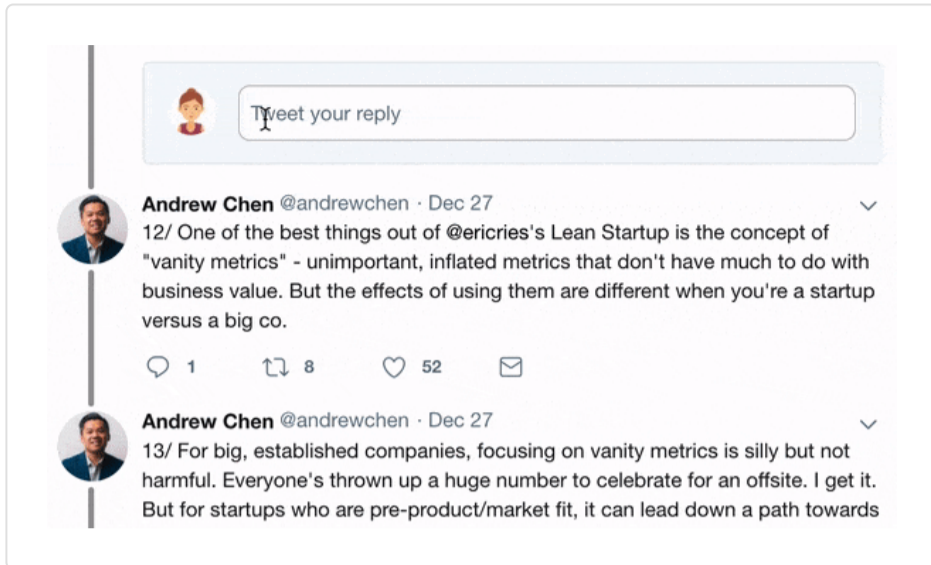 Tweet your reply
Andrew Chen @andrewchen · Dec 27
12/ One of the best things out of @ericries's Lean Startup is the concept of
"vanity metrics" - unimportant, inflated metrics that don't have much to do with
business value. But the effects of using them are different when you're a startup
versus a big co.
1 8 52
Andrew Chen @andrewchen · Dec 27
13/ For big, established companies, focusing on vanity metrics is silly but not
harmful. Everyone's thrown up a huge number to celebrate for an offsite. I get it.
But for startups who are pre-product/market fit, it can lead down a path towards